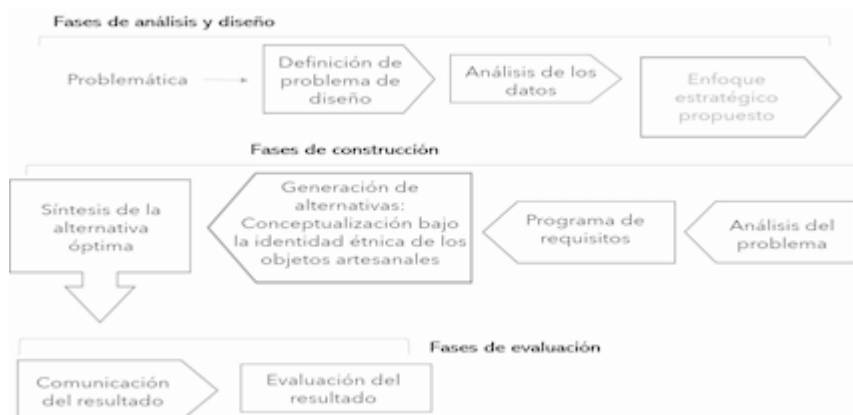 Fases de análisis y diseño
Problemática
Definición de
problema de
diseño
Análisis de los
datos
Enfoque
estratégico
propuesto
Fases de construcción
Síntesis de la
alternativa
óptima
Generación de
alternativas:
Conceptualización bajo
la identidad étnica de los
objetos artesanales
Programa de
requisitos
Análisis del
problema
Fases de evaluación
Comunicación
del resultado
Evaluación del
resultado